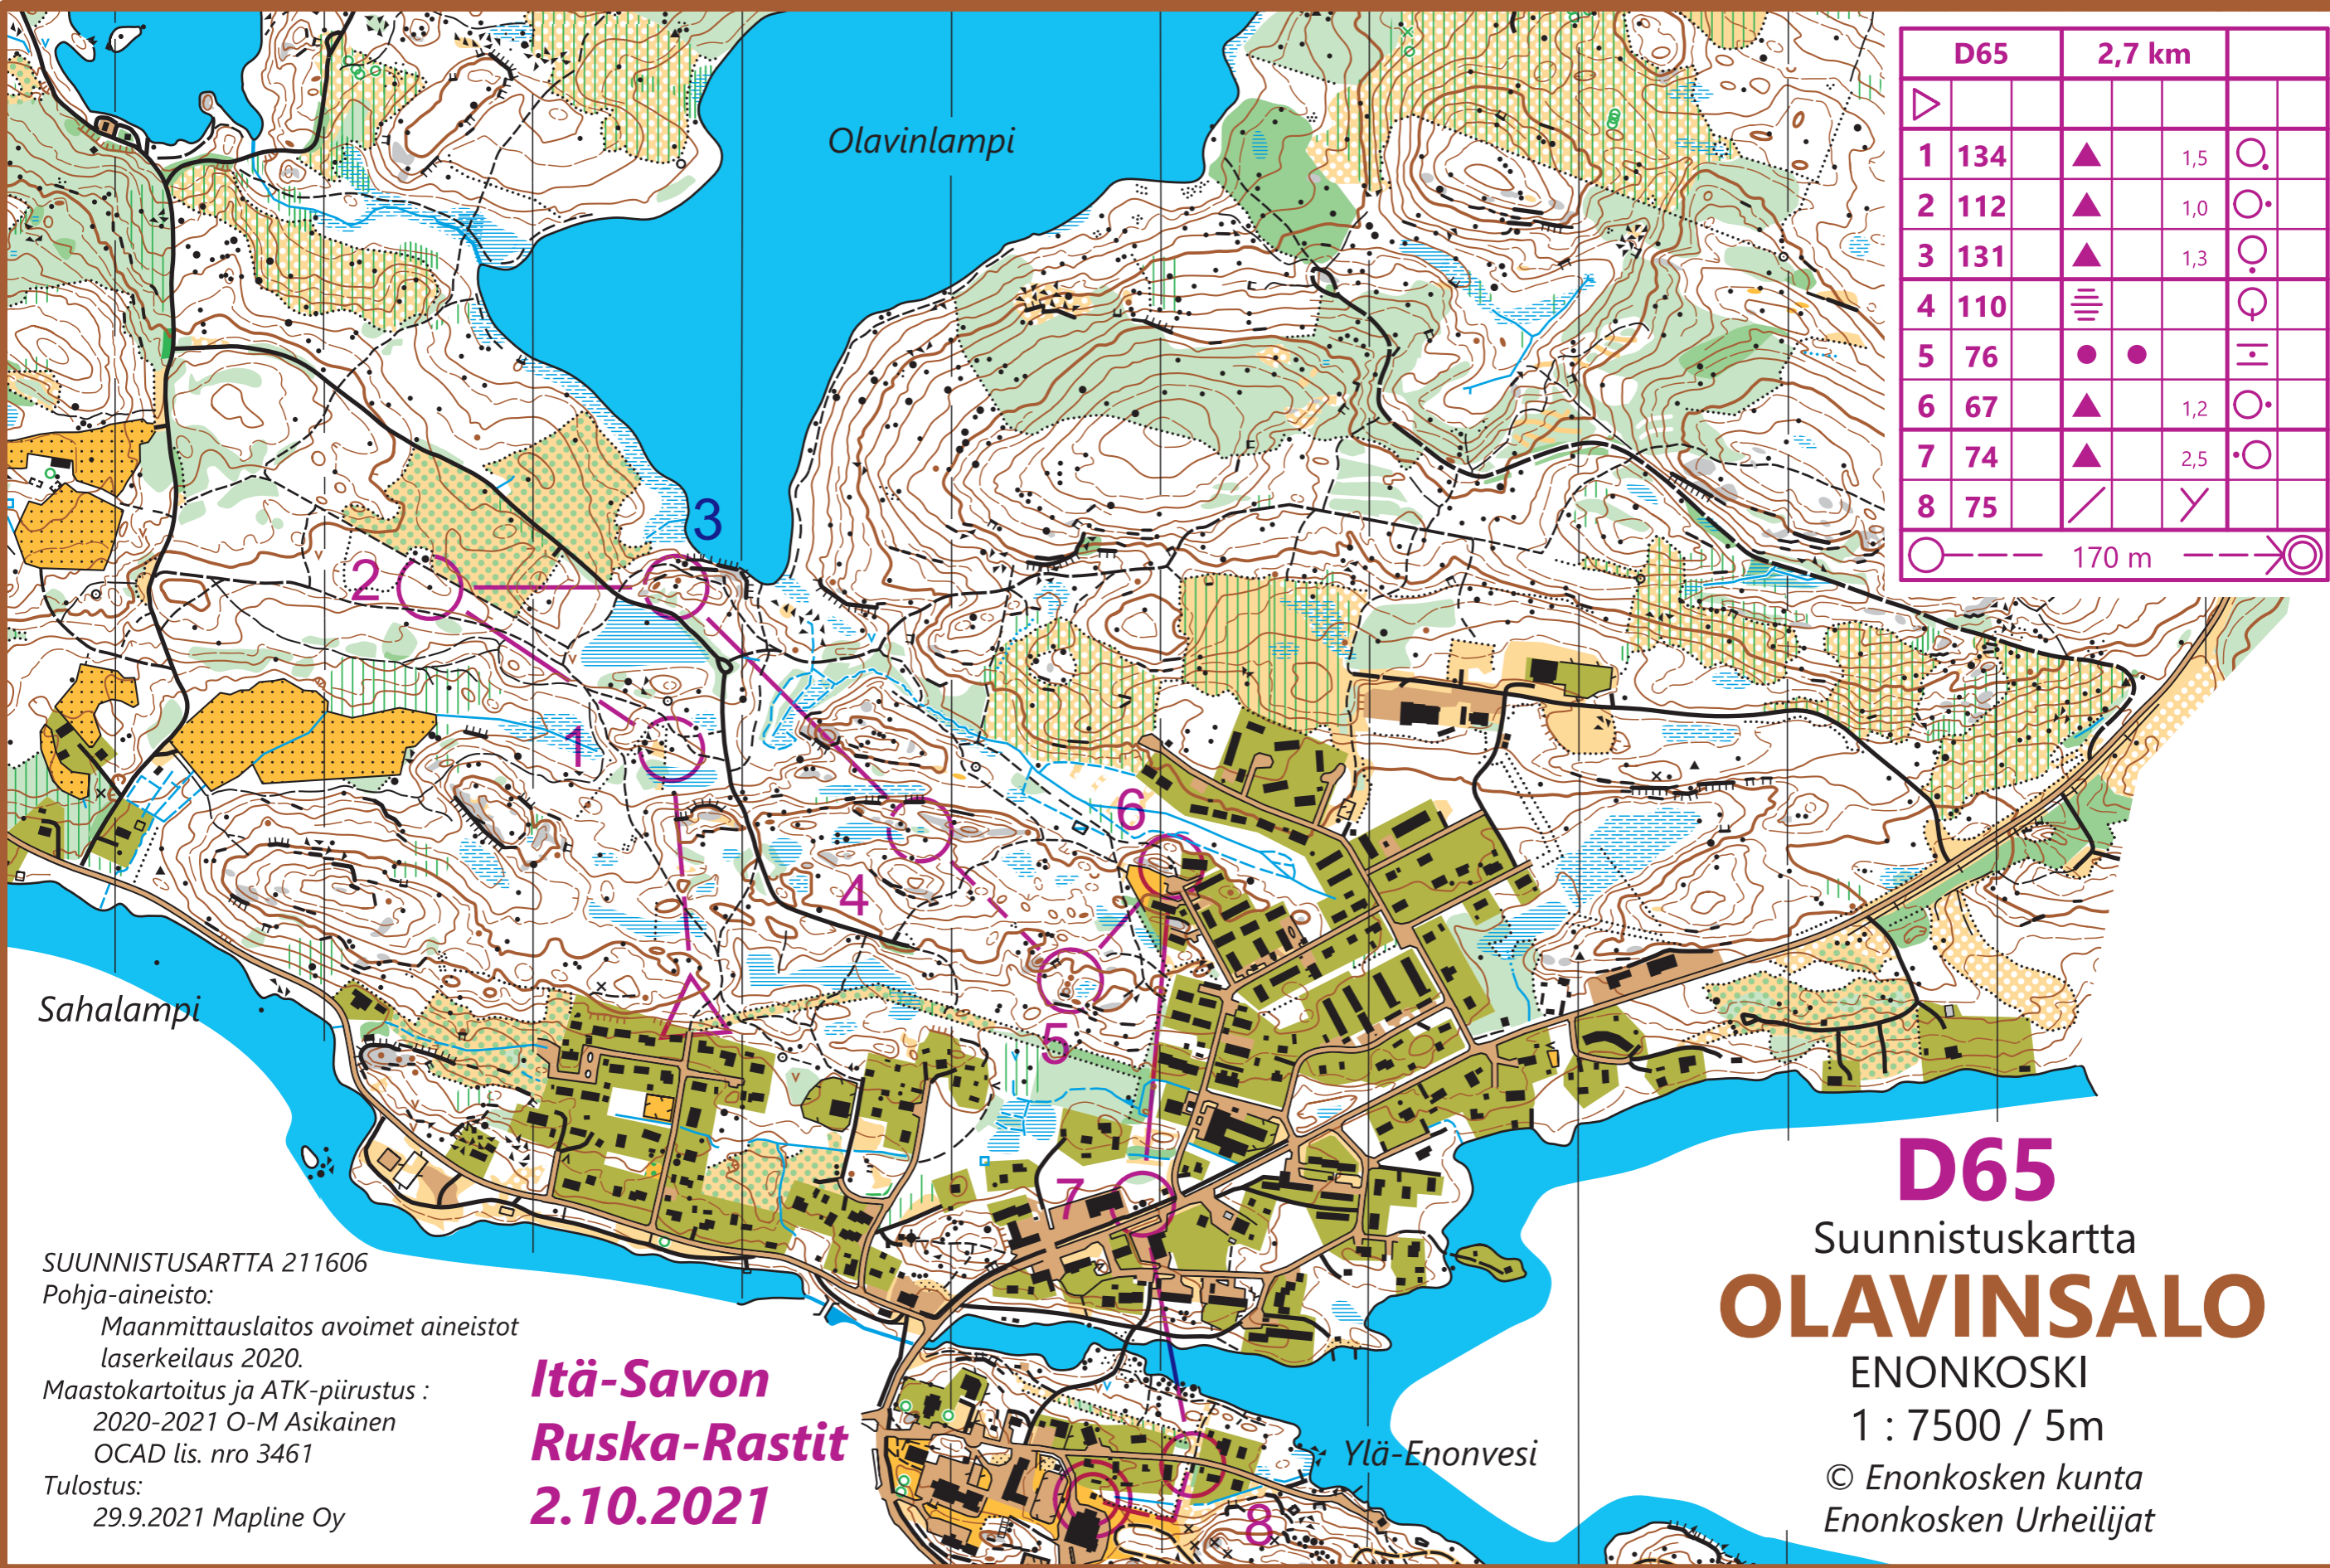 D65 2,7 km
1 134 1,5
2 112 1,0
3 131 1,3
4 110
5 76
6 67 1,2
7 74 2,5
8 75
170 m
Olavinlampi
3
2
1
6
4
5
7
8
Sahalampi
Ylä-Enonvesi
SUUNNISTUSARTTA 211606
Pohja-aineisto:
Maanmittauslaitos avoimet aineistot
laserkeilaus 2020.
Maastokartoitus ja ATK-piirustus :
2020-2021 O-M Asikainen
OCAD lis. nro 3461
Tulostus:
29.9.2021 Mapline Oy
Itä-Savon
Ruska-Rastit
2.10.2021
D65
Suunnistuskartta
OLAVINSALO
ENONKOSKI
1 : 7500 / 5m
© Enonkosken kunta
Enonkosken Urheilijat